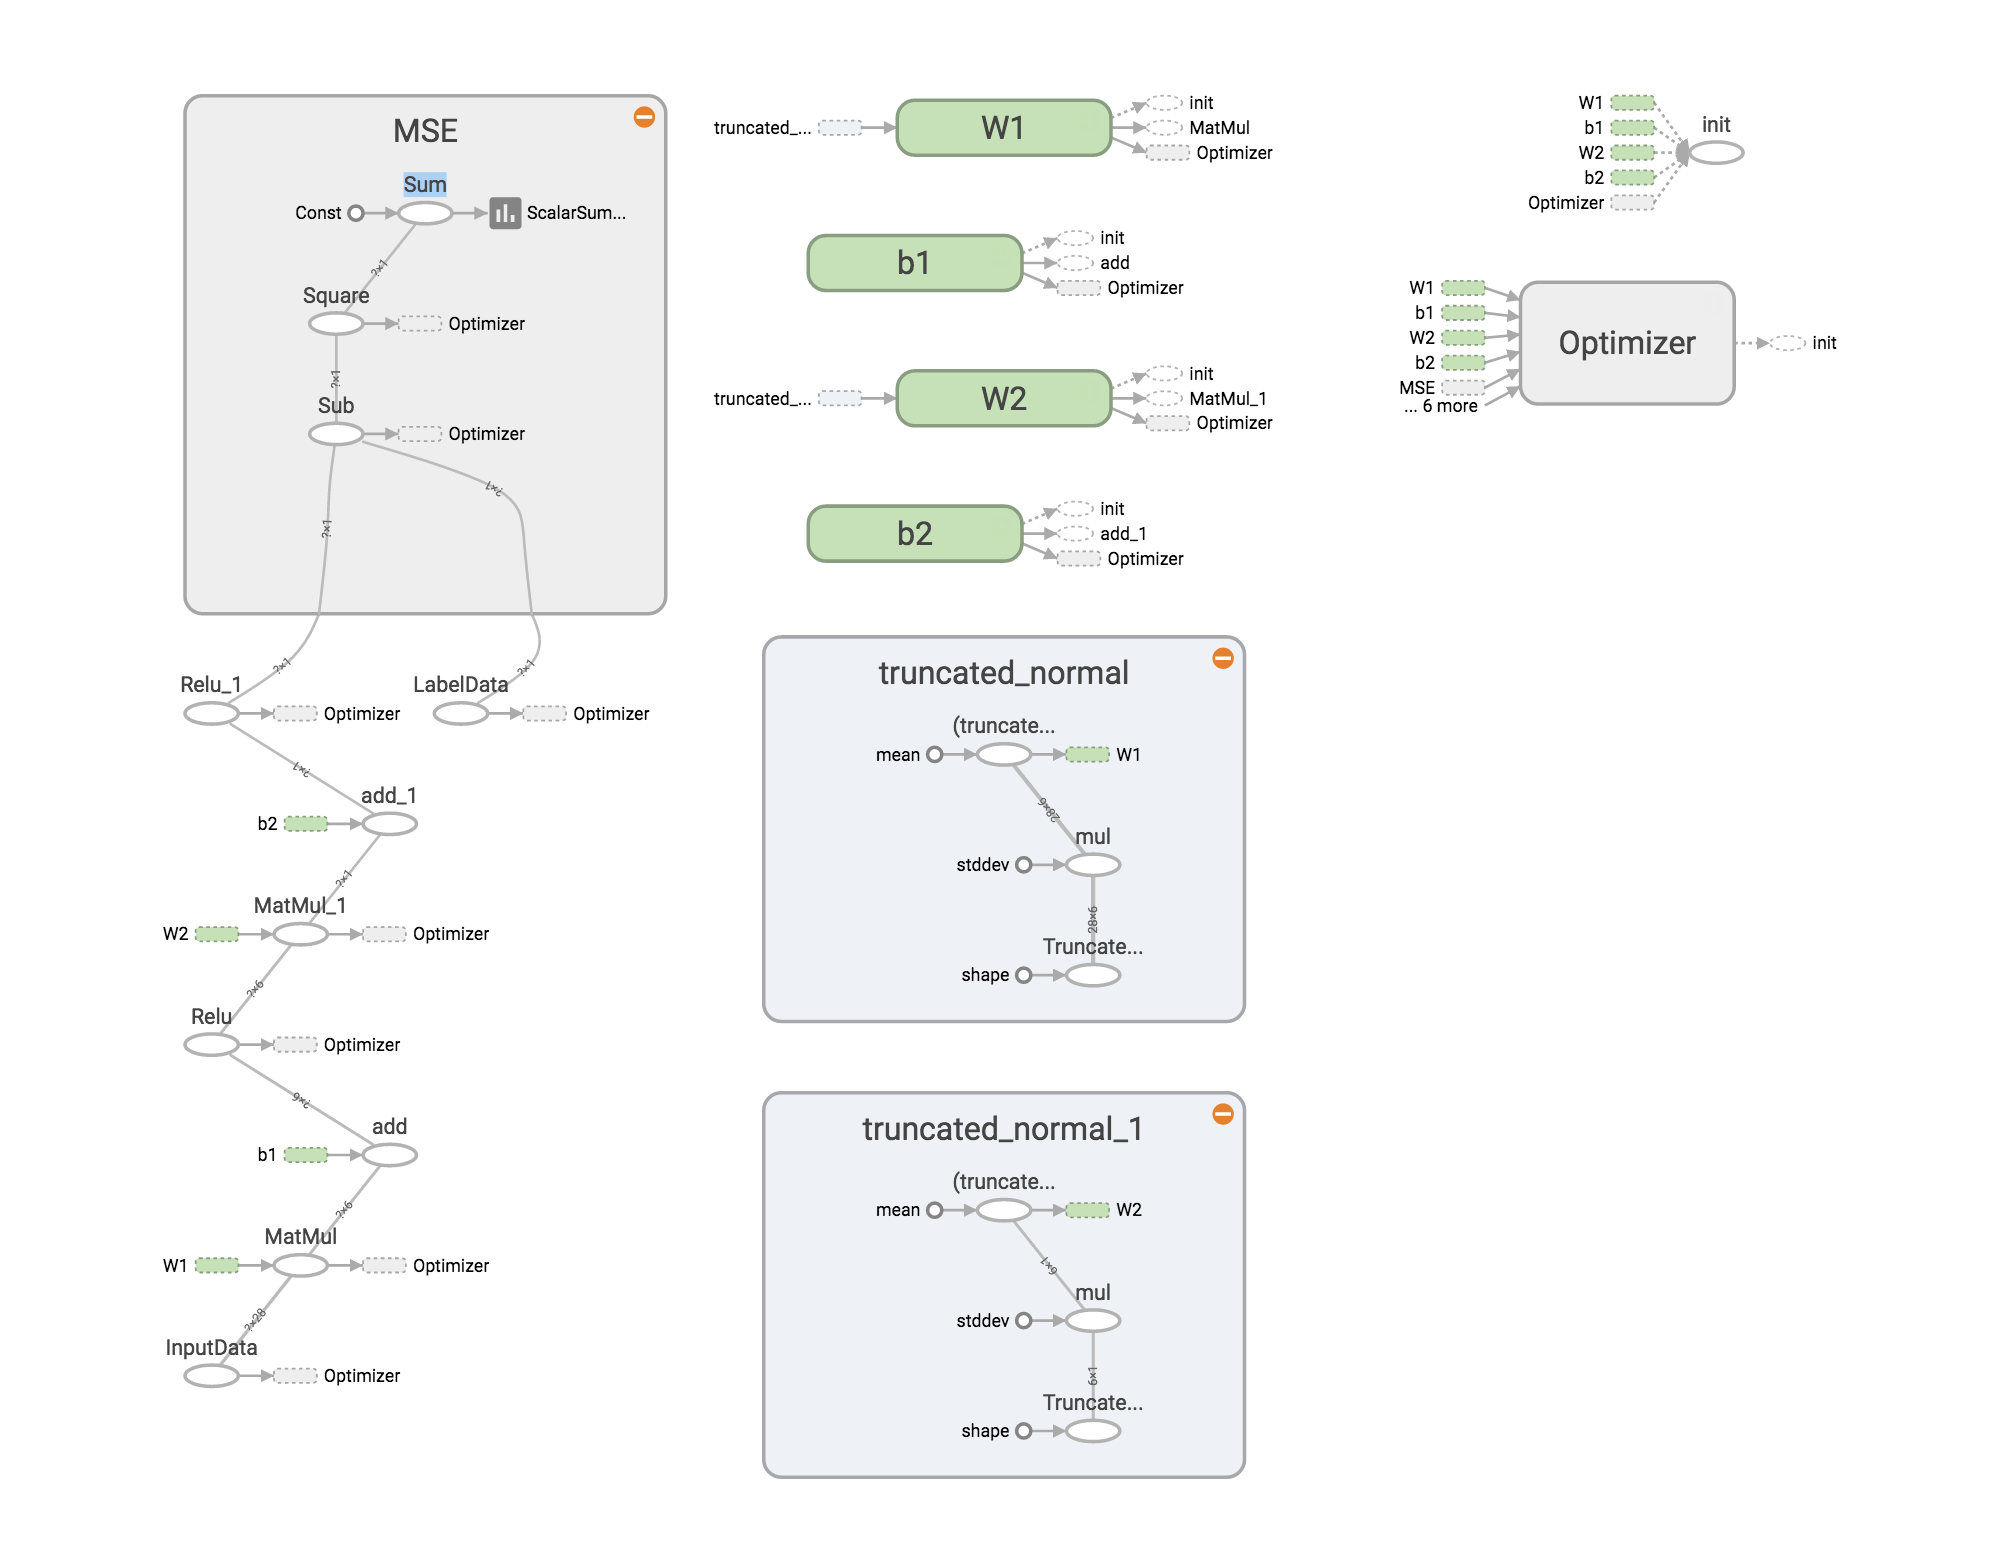 MSE
Sum
Const
ScalarSum...
?×1
Square
Optimizer
?×1
Sub
Optimizer
?×1
?×1
?×1
?×1
Relu_1
Optimizer
LabelData
Optimizer
?×1
add_1
b2
?×1
MatMul_1
W2
Optimizer
?×6
Relu
Optimizer
?×6
add
b1
?×6
MatMul
W1
Optimizer
?×28
InputData
Optimizer
truncated_...
W1
init
MatMul
Optimizer
b1
init
add
Optimizer
truncated_...
W2
init
MatMul_1
Optimizer
b2
init
add_1
Optimizer
truncated_normal
(truncate...
mean
W1
28×6
mul
stddev
28×6
Truncate...
shape
truncated_normal_1
(truncate...
mean
W2
6×1
mul
stddev
6×1
Truncate...
shape
W1
b1
W2
b2
Optimizer
init
W1
b1
W2
b2
MSE
... 6 more
Optimizer
init